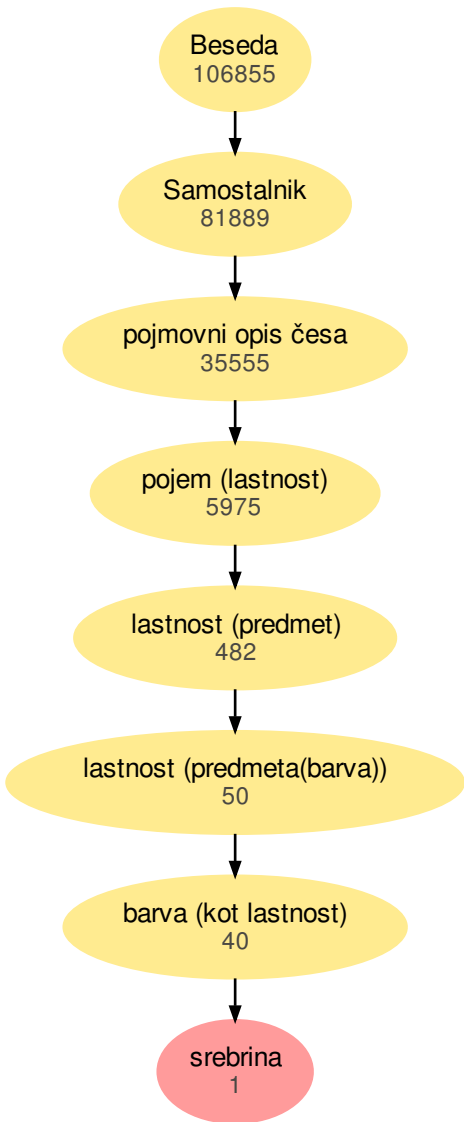 Beseda
106855
Samostalnik
81889
pojmovni opis česa
35555
pojem (lastnost)
5975
lastnost (predmet)
482
lastnost (predmeta(barva))
50
barva (kot lastnost)
40
srebrina
1